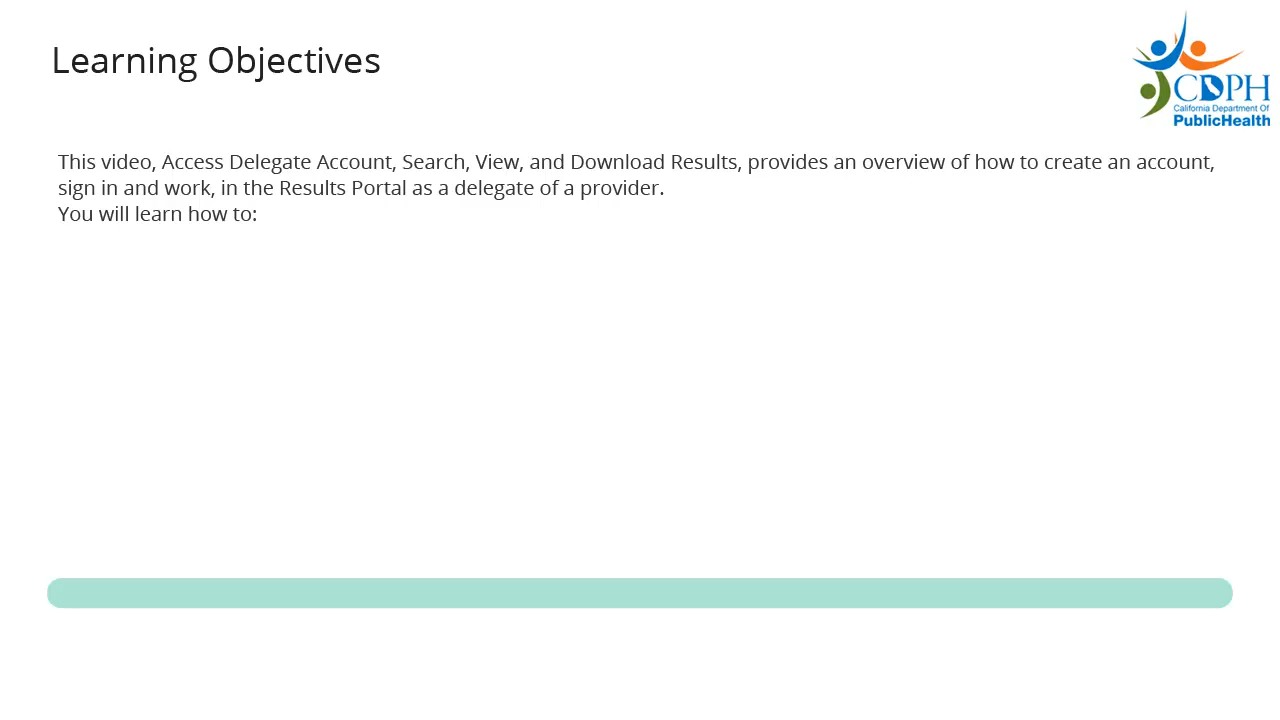 Learning Objectives
CDPH
California Department Of
PublicHealth
This video, Access Delegate Account, Search, View, and Download Results, provides an overview of how to create an account,
sign in and work, in the Results Portal as a delegate of a provider.
You will learn how to: